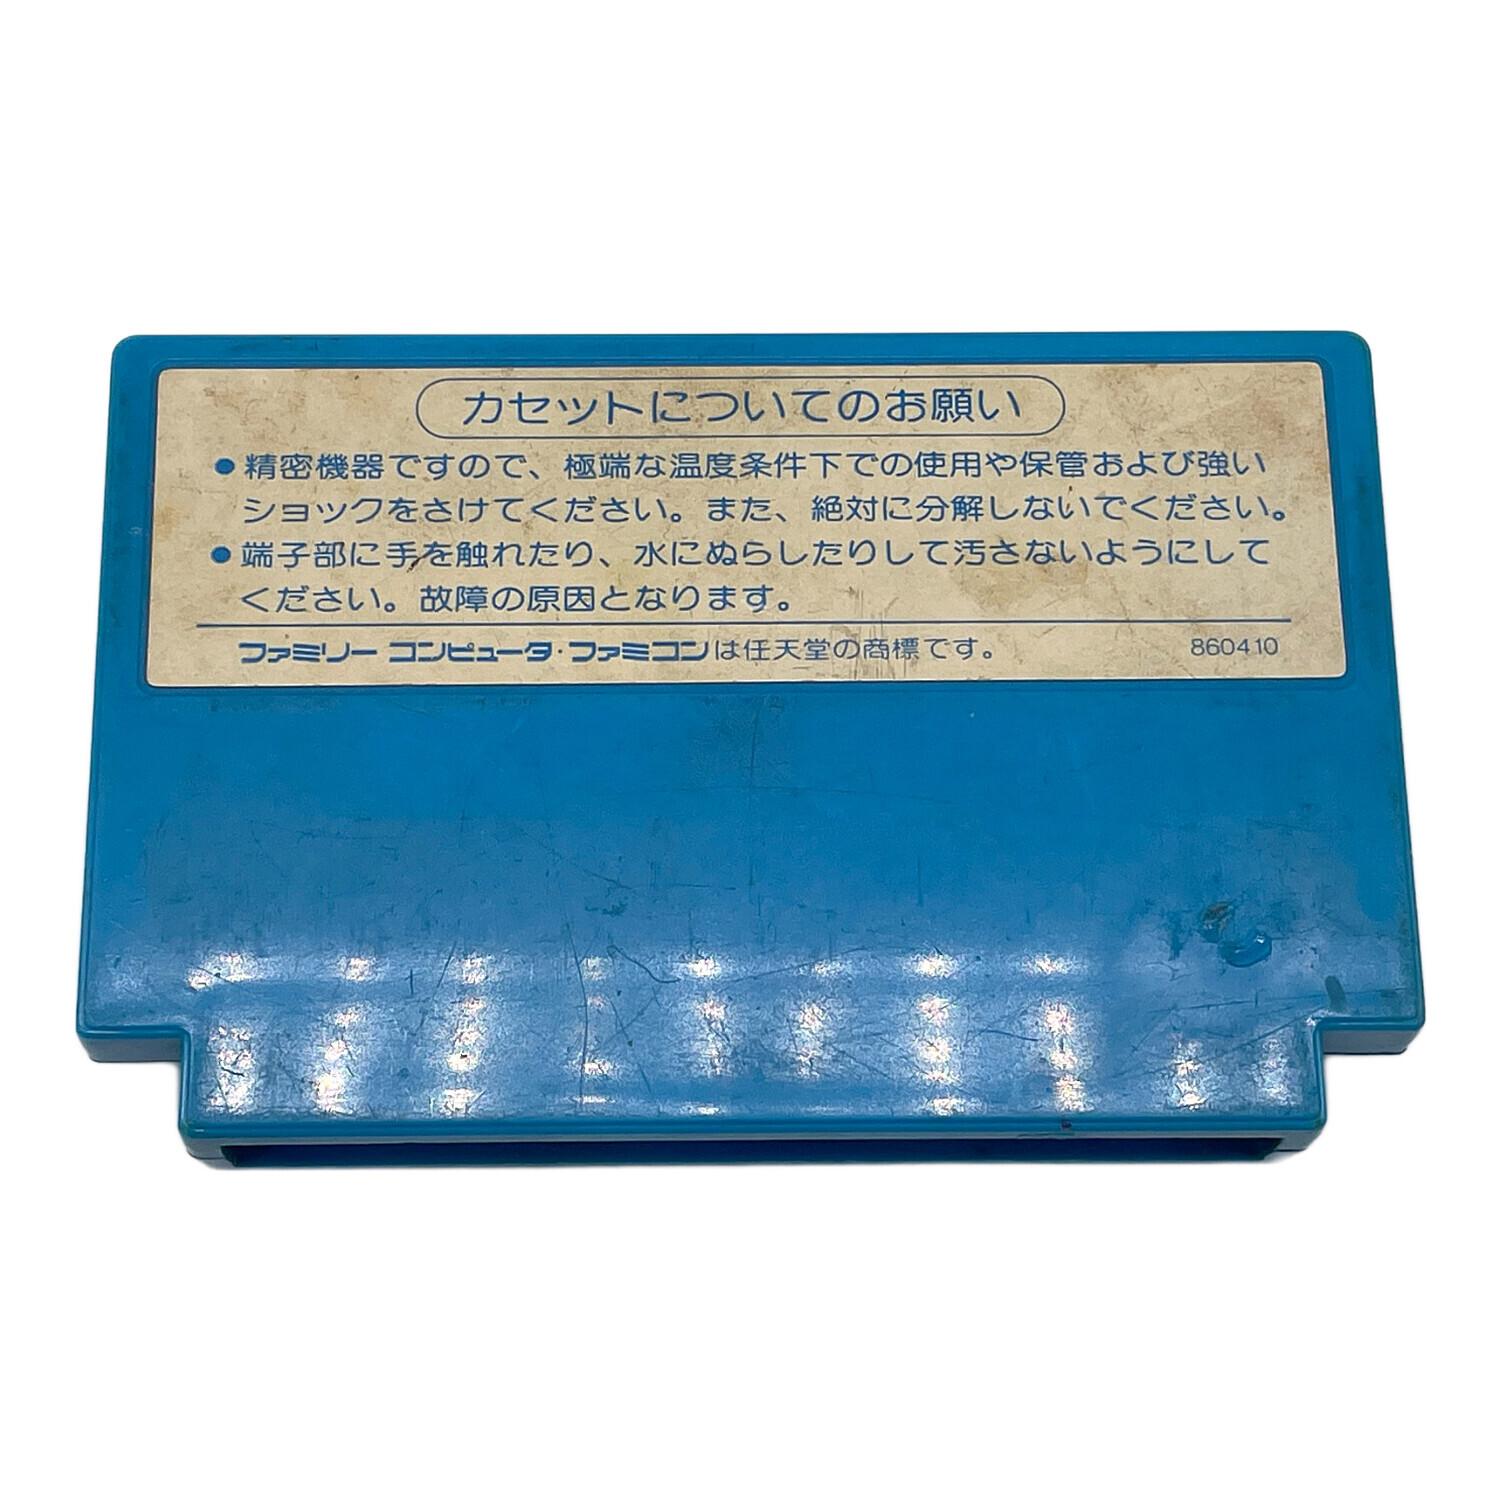 カセットについてのお願い
●精密機器ですので、極端な温度条件下での使用や保管および強い
ショックをさけてください。また、絶対に分解しないでください。
●端子部に手を触れたり、水にぬらしたりして汚さないようにして
ください。故障の原因となります。
ファミリー コンピュータ・ファミコンは任天堂の商標です。 860410